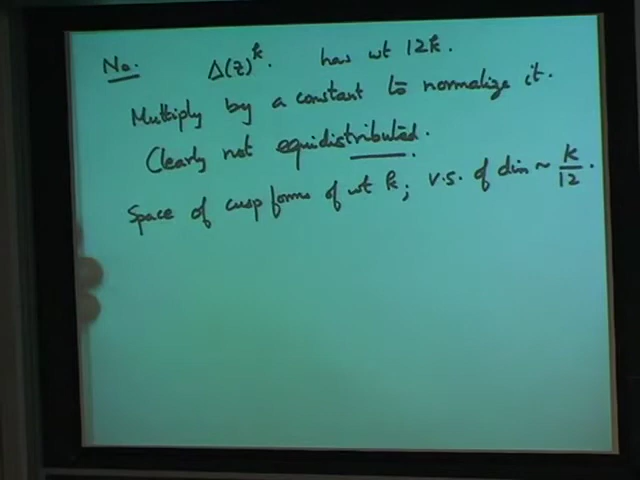 No. Δ(z)^k. has wt 12k.
Multiply by a constant to normalize it.
Clearly not equidistributed.
Space of cusp forms of wt k; v.s. of dim ~ k/12.